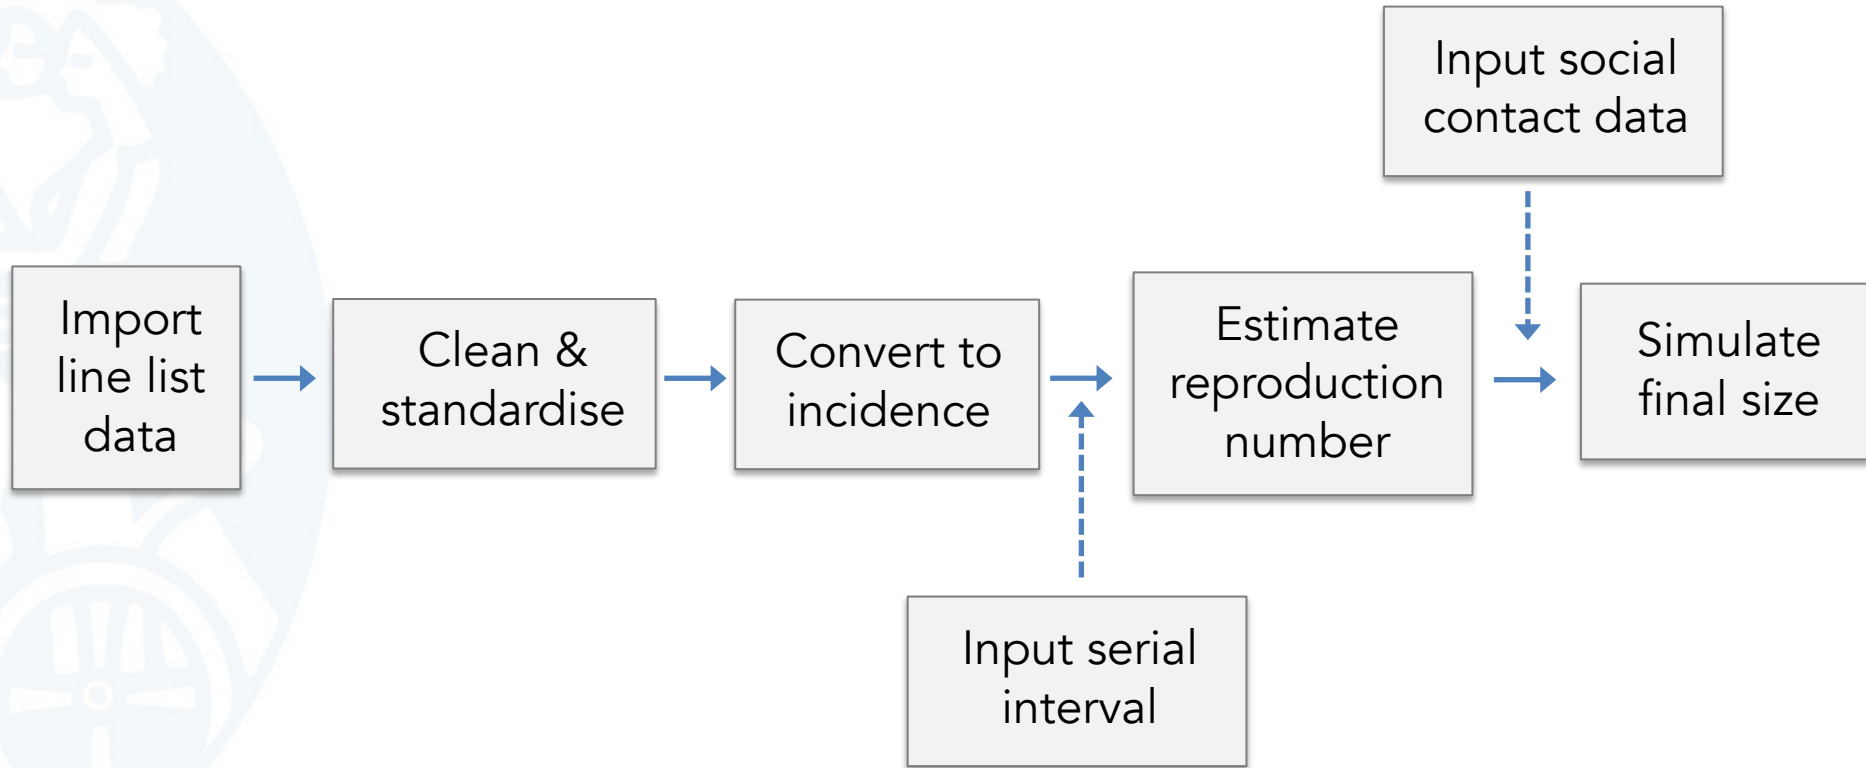 Input social
contact data
Import
line list
data
Clean &
standardise
Convert to
incidence
Estimate
reproduction
number
Simulate
final size
Input serial
interval